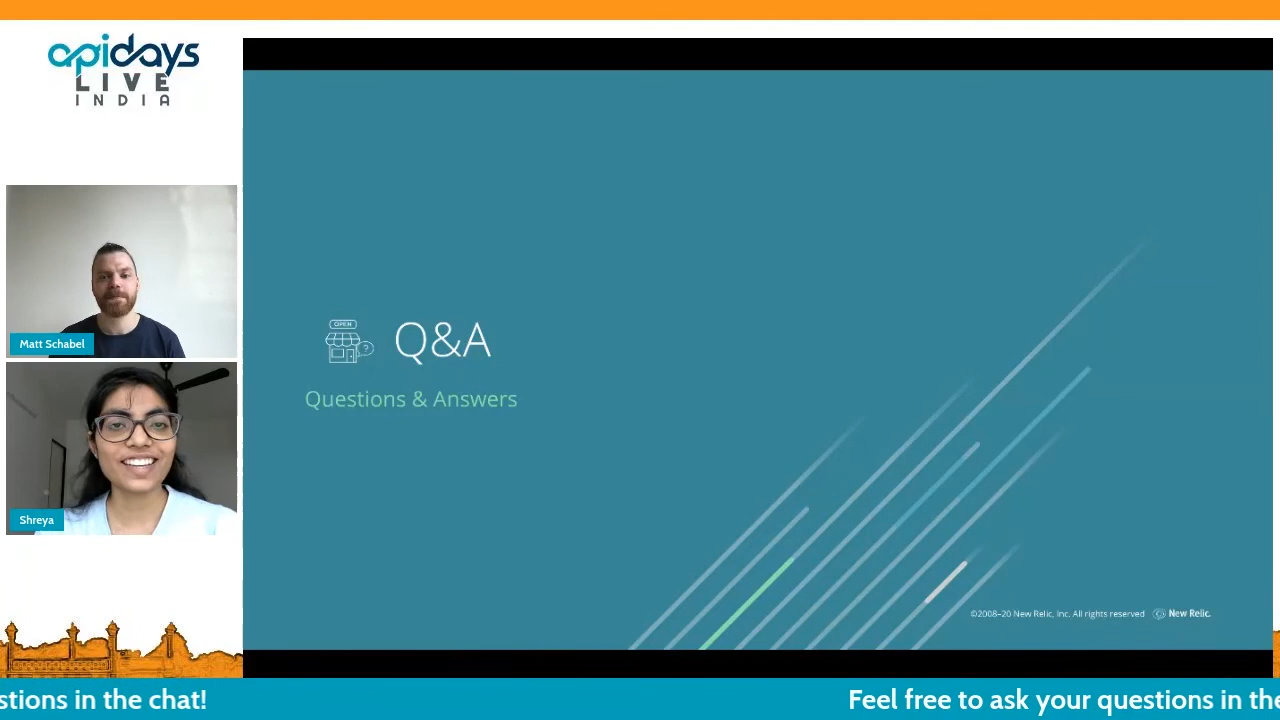 apidays
LIVE
INDIA
Matt Schabel
Shreya
OPEN
?
Q&A
Questions & Answers
©2008–20 New Relic, Inc. All rights reserved
New Relic.
stions in the chat!
Feel free to ask your questions in the